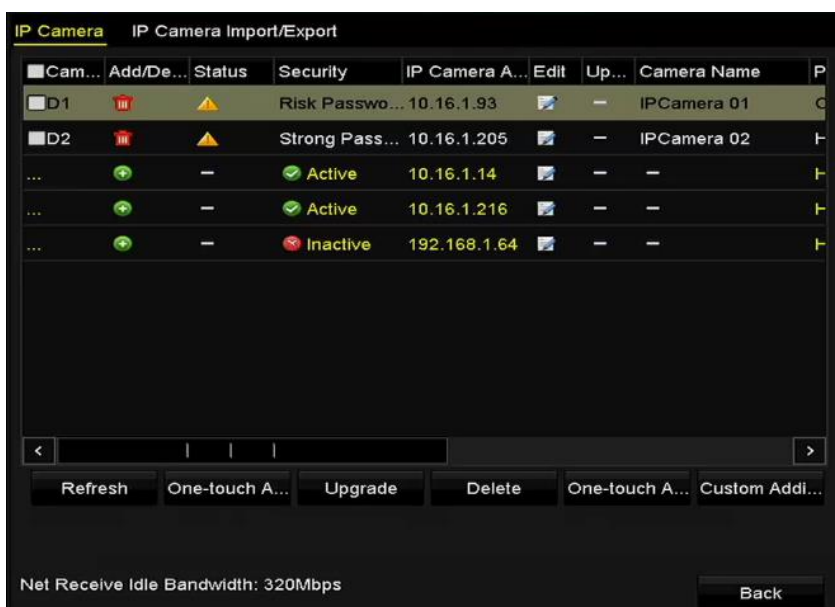 IP Camera IP Camera Import/Export
Cam... Add/De... Status Security IP Camera A... Edit Up... Camera Name P
D1 Risk Passwo... 10.16.1.93 – IPCamera 01
D2 Strong Pass... 10.16.1.205 – IPCamera 02
... – Active 10.16.1.14 – –
... – Active 10.16.1.216 – –
... – Inactive 192.168.1.64 – –
Refresh One-touch A... Upgrade Delete One-touch A... Custom Addi...
Net Receive Idle Bandwidth: 320Mbps
Back